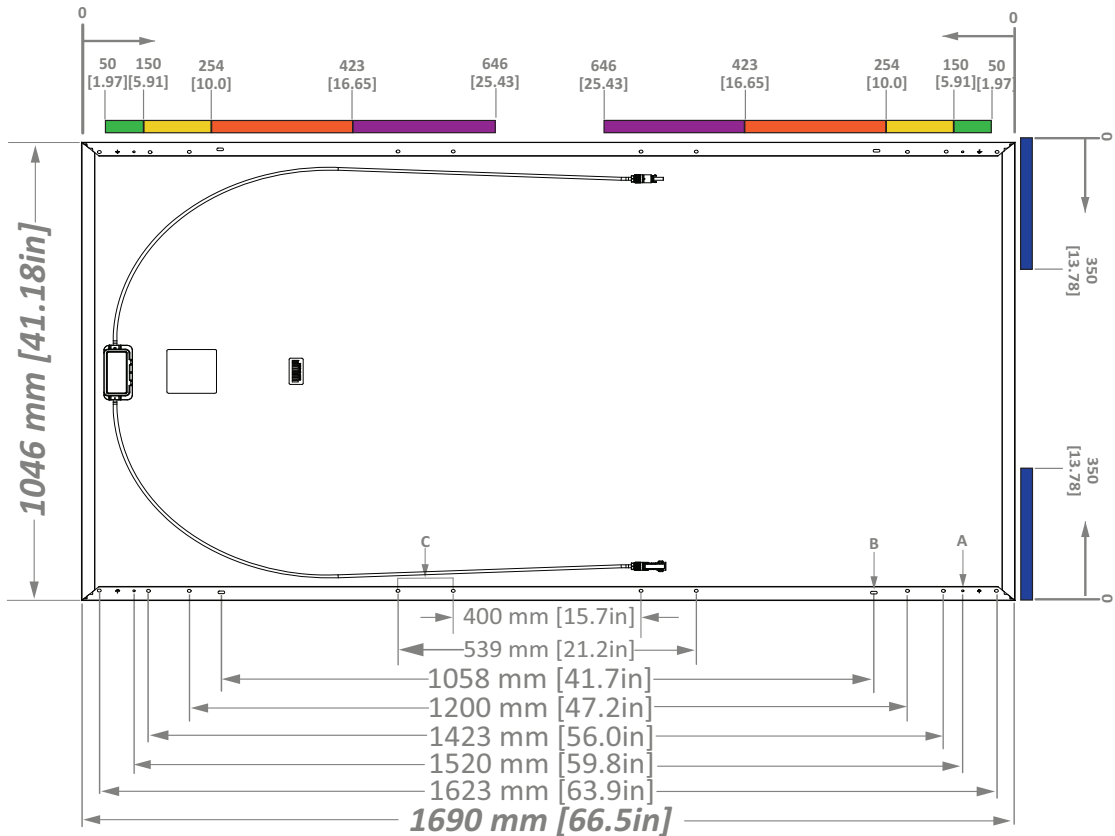 0
0
50
[1.97]
150
[5.91]
254
[10.0]
423
[16.65]
646
[25.43]
646
[25.43]
423
[16.65]
254
[10.0]
150
[5.91]
50
[1.97]
0
350
[13.78]
350
[13.78]
0
1046 mm [41.18in]
C
B
A
400 mm [15.7in]
539 mm [21.2in]
1058 mm [41.7in]
1200 mm [47.2in]
1423 mm [56.0in]
1520 mm [59.8in]
1623 mm [63.9in]
1690 mm [66.5in]